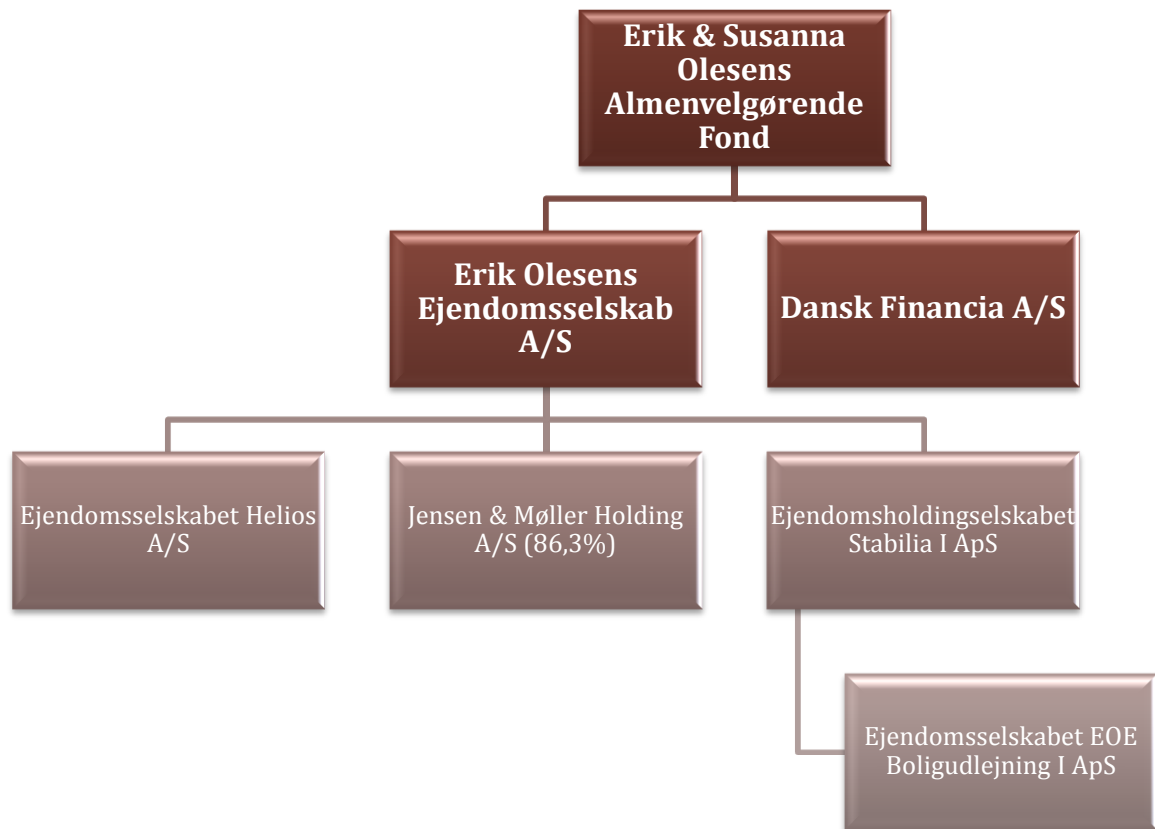 Erik & Susanna
Olesens
Almenvelgørende
Fond
Erik Olesens
Ejendomsselskab
A/S
Dansk Financia A/S
Ejendomsselskabet Helios
A/S
Jensen & Møller Holding
A/S (86,3%)
Ejendomsholdingselskabet
Stabilia I ApS
Ejendomsselskabet EOE
Boligudlejning I ApS